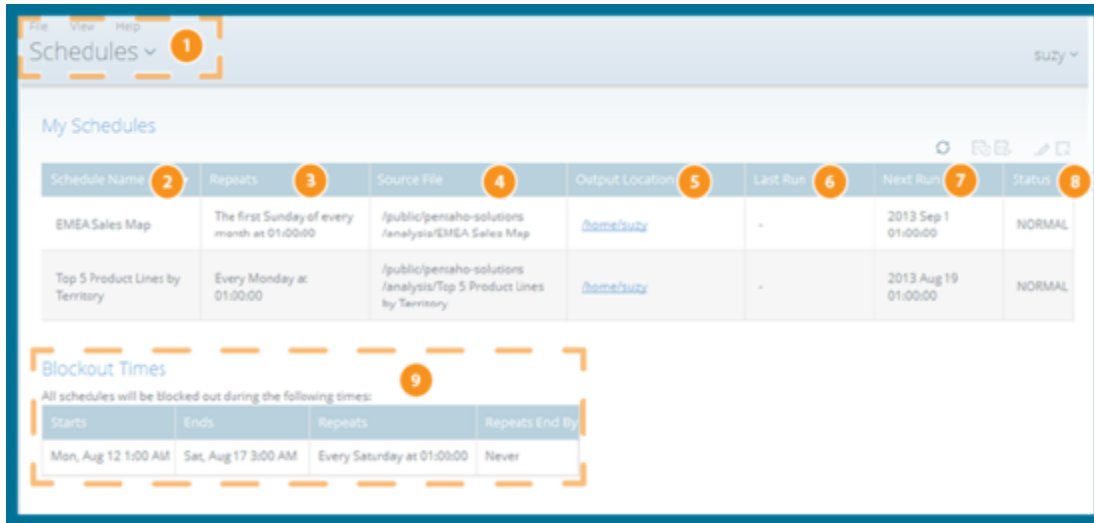 File View Help
Schedules
1
suzy
My Schedules
Schedule Name 2 Repeats 3 Source File 4 Output Location 5 Last Run 6 Next Run 7 Status 8
EMEA Sales Map
The first Sunday of every
month at 01:00:00
/public/pentaho-solutions
/analysis/EMEA Sales Map
/home/suzy
-
2013 Sep 1
01:00:00
NORMAL
Top 5 Product Lines by
Territory
Every Monday at
01:00:00
/public/pentaho-solutions
/analysis/Top 5 Product Lines
by Territory
/home/suzy
-
2013 Aug 19
01:00:00
NORMAL
Blockout Times
9
All schedules will be blocked out during the following times:
Starts Ends Repeats Repeats End By
Mon, Aug 12 1:00 AM Sat, Aug 17 3:00 AM Every Saturday at 01:00:00 Never